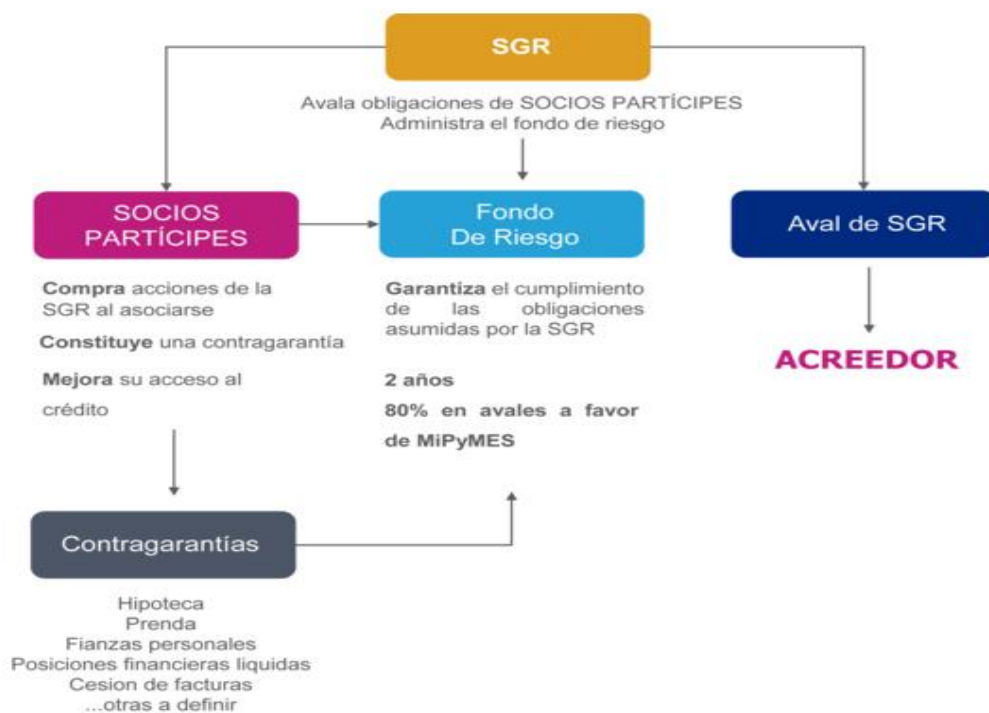 SGR
Avala obligaciones de SOCIOS PARTÍCIPES
Administra el fondo de riesgo
SOCIOS
PARTÍCIPES
Compra acciones de la
SGR al asociarse
Constituye una contragarantía
Mejora su acceso al
crédito
Fondo
De Riesgo
Garantiza el cumplimiento
de las obligaciones
asumidas por la SGR
2 años
80% en avales a favor
de MiPyMES
Aval de SGR
ACREEDOR
Contragarantías
Hipoteca
Prenda
Fianzas personales
Posiciones financieras liquidas
Cesion de facturas
...otras a definir